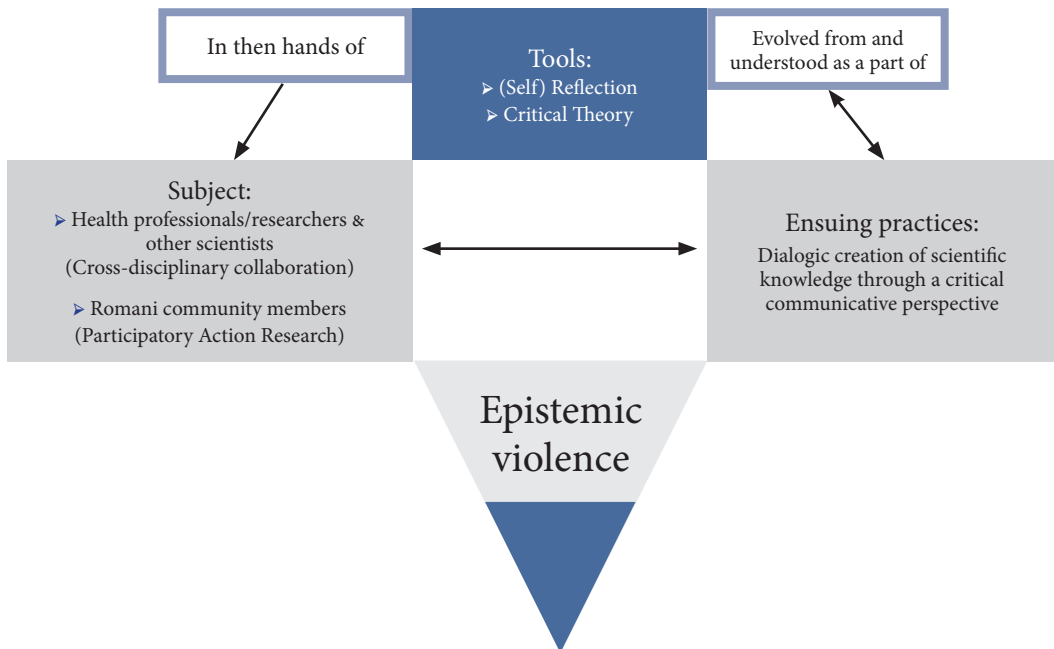 In then hands of
Tools:
➢ (Self) Reflection
➢ Critical Theory
Evolved from and
understood as a part of
Subject:
➢ Health professionals/researchers &
other scientists
(Cross-disciplinary collaboration)
➢ Romani community members
(Participatory Action Research)
Ensuing practices:
Dialogic creation of scientific
knowledge through a critical
communicative perspective
Epistemic
violence